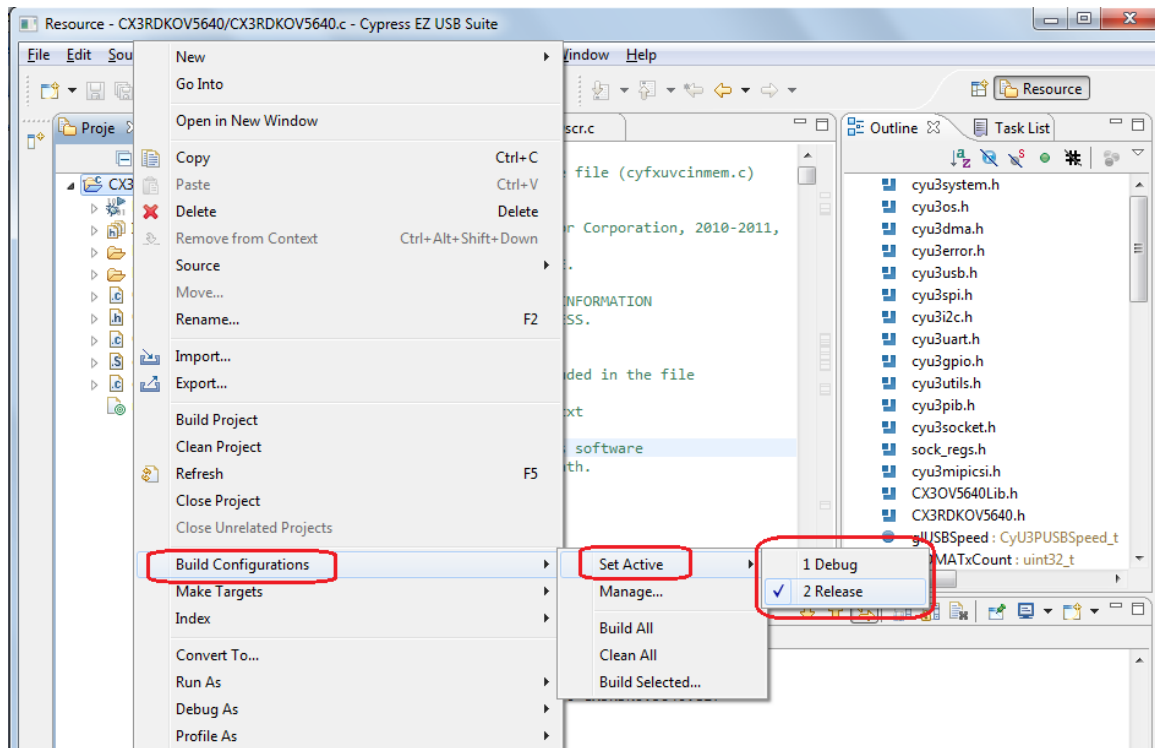 Resource - CX3RDKOV5640/CX3RDKOV5640.c - Cypress EZ USB Suite
File Edit Sou Window Help
Resource
Proje
scr.c
Outline Task List
CX3
New
Go Into
Open in New Window
Copy Ctrl+C
Paste Ctrl+V
Delete Delete
Remove from Context Ctrl+Alt+Shift+Down
Source
Move...
Rename... F2
Import...
Export...
Build Project
Clean Project
Refresh F5
Close Project
Close Unrelated Projects
Build Configurations
Make Targets
Index
Convert To...
Run As
Debug As
Profile As
file (cyfxuvcinmem.c)
or Corporation, 2010-2011,
INFORMATION
SS.
ded in the file
xt
software
th.
Set Active
Manage...
Build All
Clean All
Build Selected...
1 Debug
2 Release
cyu3system.h
cyu3os.h
cyu3dma.h
cyu3error.h
cyu3usb.h
cyu3spi.h
cyu3i2c.h
cyu3uart.h
cyu3gpio.h
cyu3utils.h
cyu3pib.h
cyu3socket.h
sock_regs.h
cyu3mipicsi.h
CX3OV5640Lib.h
CX3RDKOV5640.h
glUSBSpeed : CyU3PUSBSpeed_t
MATxCount : uint32_t